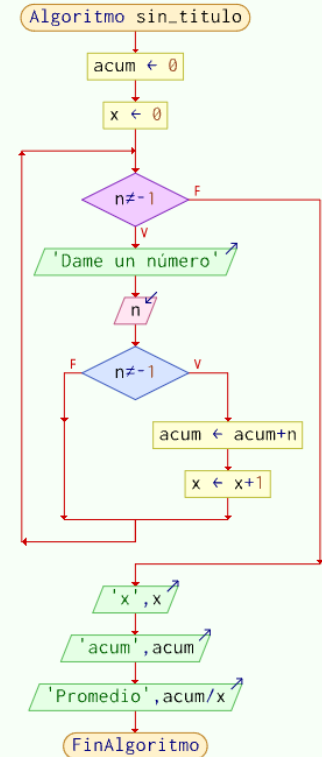 Algoritmo sin_titulo
acum ← 0
x ← 0
n≠-1
F
V
'Dame un número'
n
n≠-1
F
V
acum ← acum+n
x ← x+1
'x',x
'acum',acum
'Promedio',acum/x
FinAlgoritmo